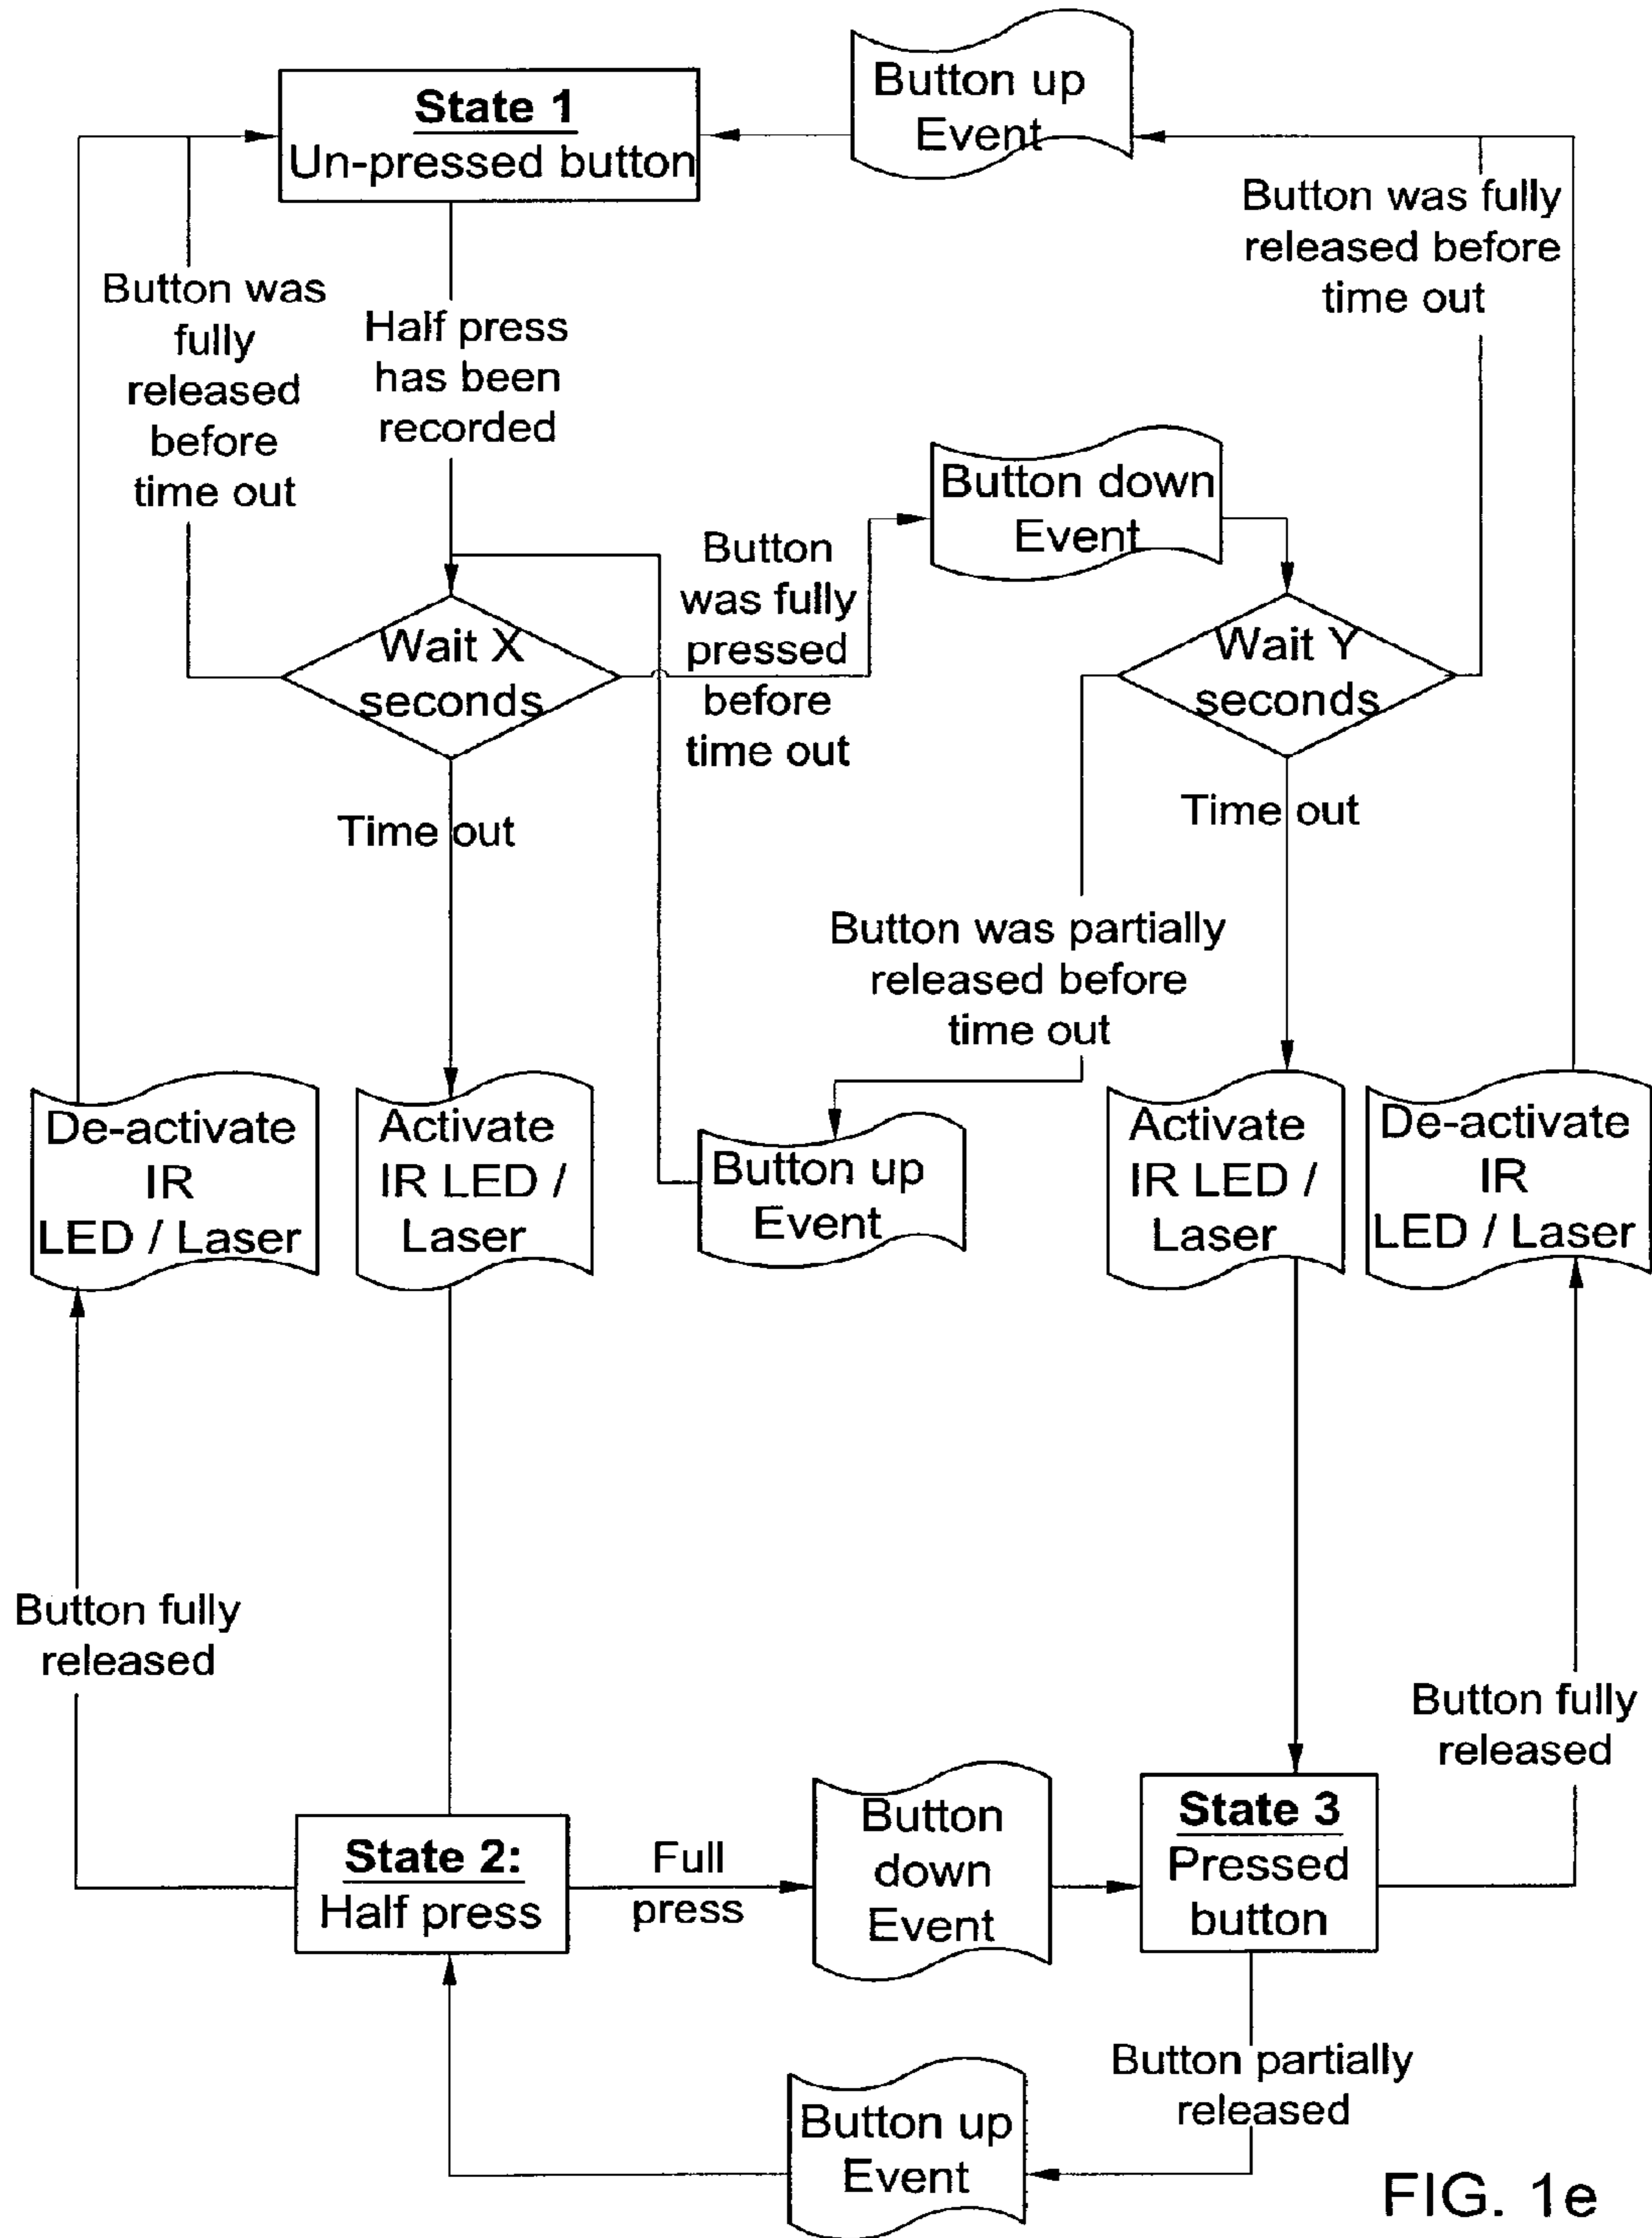 Button up
Event
State 1
Un-pressed button
Button was fully
released before
time out
Button was
fully
released
before
time out
Half press
has been
recorded
Button down
Event
Button
was fully
pressed
before
time out
Wait X
seconds
Wait Y
seconds
Time out
Time out
Button was partially
released before
time out
De-activate
IR
LED / Laser
Activate
IR LED /
Laser
Button up
Event
Activate
IR LED /
Laser
De-activate
IR
LED / Laser
Button fully
released
Button fully
released
State 2:
Half press
Full
press
Button
down
Event
State 3
Pressed
button
Button partially
released
Button up
Event
FIG. 1e